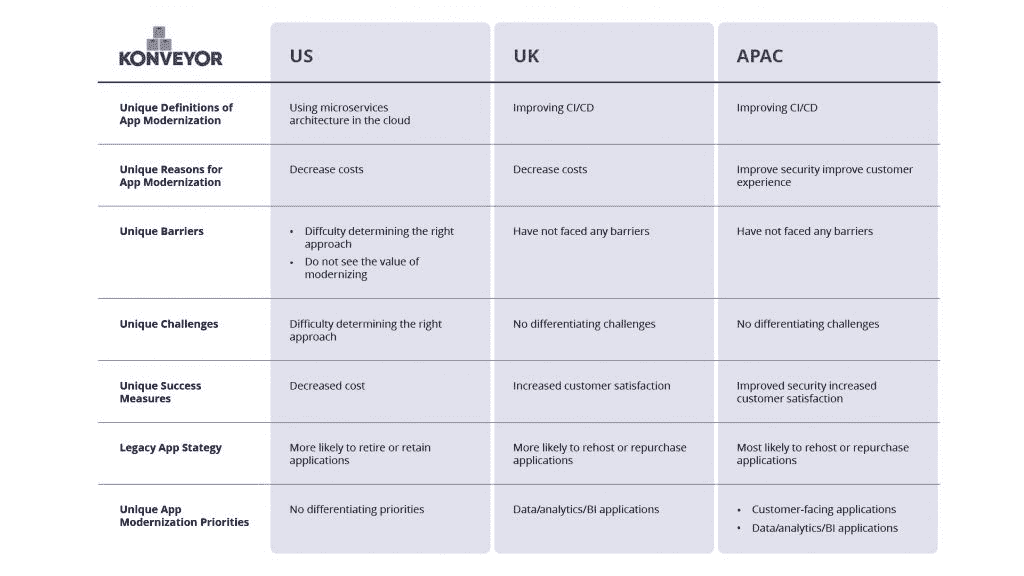 KONVEYOR
US
UK
APAC
Unique Definitions of
App Modernization
Using microservices
architecture in the cloud
Improving CI/CD
Improving CI/CD
Unique Reasons for
App Modernization
Decrease costs
Decrease costs
Improve security improve customer
experience
Unique Barriers
• Diffculty determining the right
approach
• Do not see the value of
modernizing
Have not faced any barriers
Have not faced any barriers
Unique Challenges
Difficulty determining the right
approach
No differentiating challenges
No differentiating challenges
Unique Success
Measures
Decreased cost
Increased customer satisfaction
Improved security increased
customer satisfaction
Legacy App Stategy
More likely to retire or retain
applications
More likely to rehost or repurchase
applications
Most likely to rehost or repurchase
applications
Unique App
Modernization Priorities
No differentiating priorities
Data/analytics/BI applications
• Customer-facing applications
• Data/analytics/BI applications